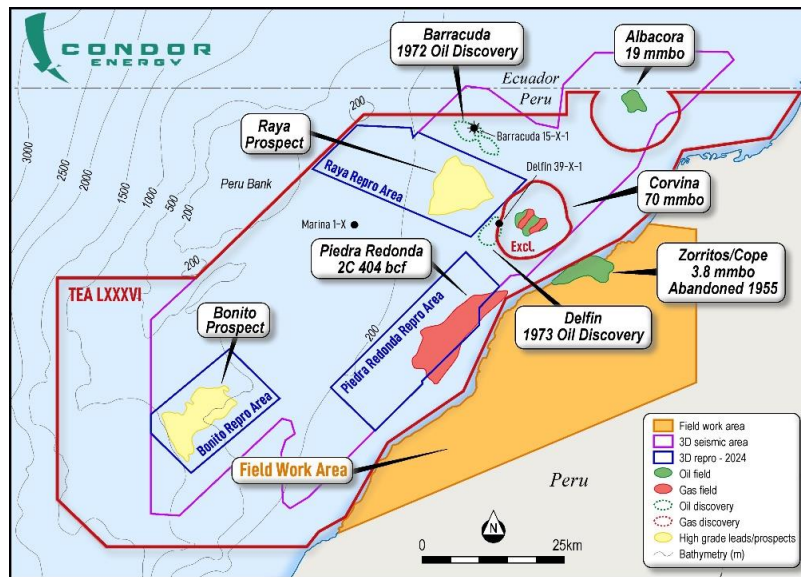 CONDOR
ENERGY
Barracuda
1972 Oil Discovery
Albacora
19 mmbo
Ecuador
Peru
200
Barracuda 15-X-1
Raya
Prospect
Raya Repro Area
Delfin 39-X-1
3000
2500
2000
1500
1000
500
200
Peru Bank
Corvina
70 mmbo
Marina 1-X
Excl.
Piedra Redonda
2C 404 bcf
Zorritos/Cope
3.8 mmbo
Abandoned 1955
200
TEA LXXXVI
Delfin
1973 Oil Discovery
Bonito
Prospect
200
Piedra Redonda Repro Area
Bonito Repro Area
Field Work Area
Peru
N
0
25km
Field work area
3D seismic area
3D repro - 2024
Oil field
Gas field
Oil discovery
Gas discovery
High grade leads/prospects
Bathymetry (m)